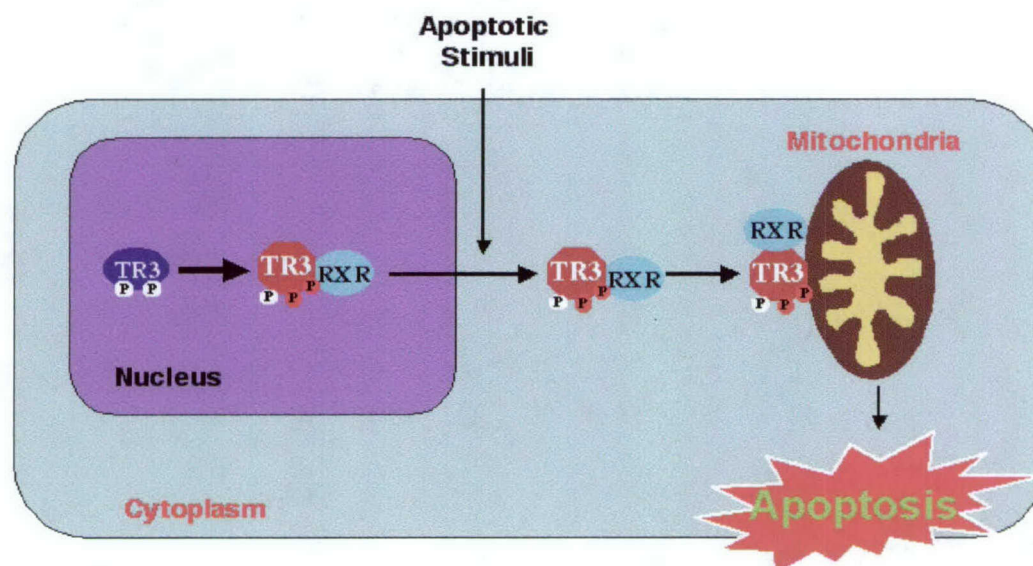 Apoptotic
Stimuli
Mitochondria
RXR
TR3
P P
TR3 RXR
P P P
TR3 RXR
P P P
TR3
P P P
Nucleus
Cytoplasm
Apoptosis